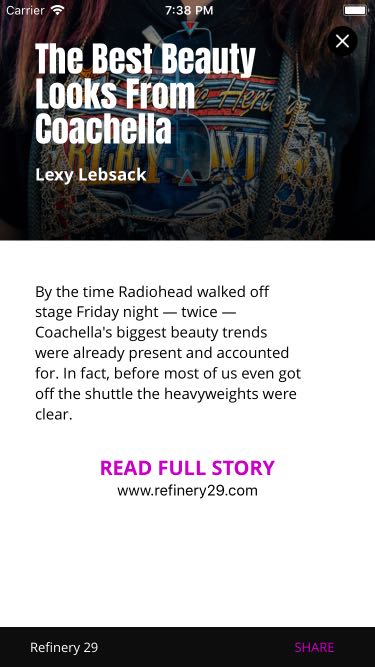 Carrier 7:38 PM
The Best Beauty
Looks From
Coachella
Lexy Lebsack
By the time Radiohead walked off
stage Friday night — twice —
Coachella's biggest beauty trends
were already present and accounted
for. In fact, before most of us even got
off the shuttle the heavyweights were
clear.
READ FULL STORY
www.refinery29.com
Refinery 29 SHARE